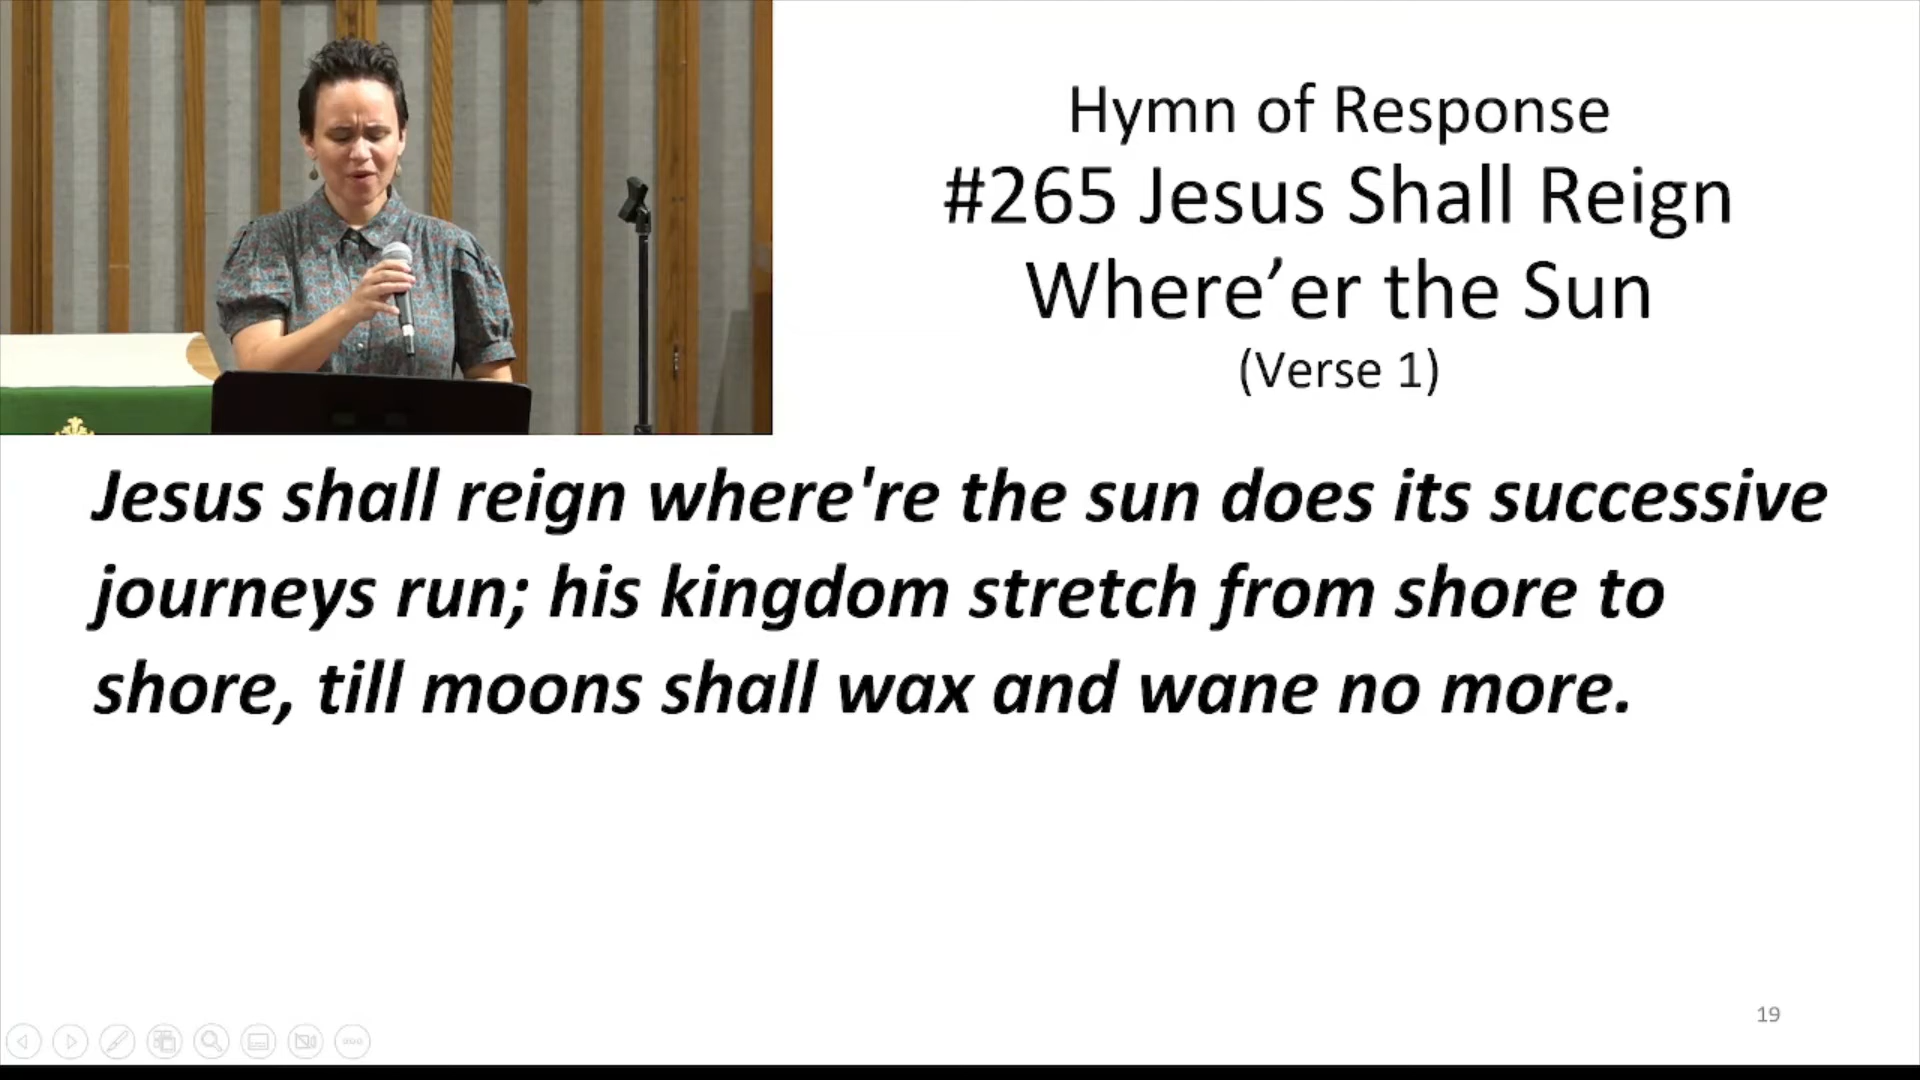 Hymn of Response
#265 Jesus Shall Reign
Where’er the Sun
(Verse 1)
Jesus shall reign where're the sun does its successive
journeys run; his kingdom stretch from shore to
shore, till moons shall wax and wane no more.
19